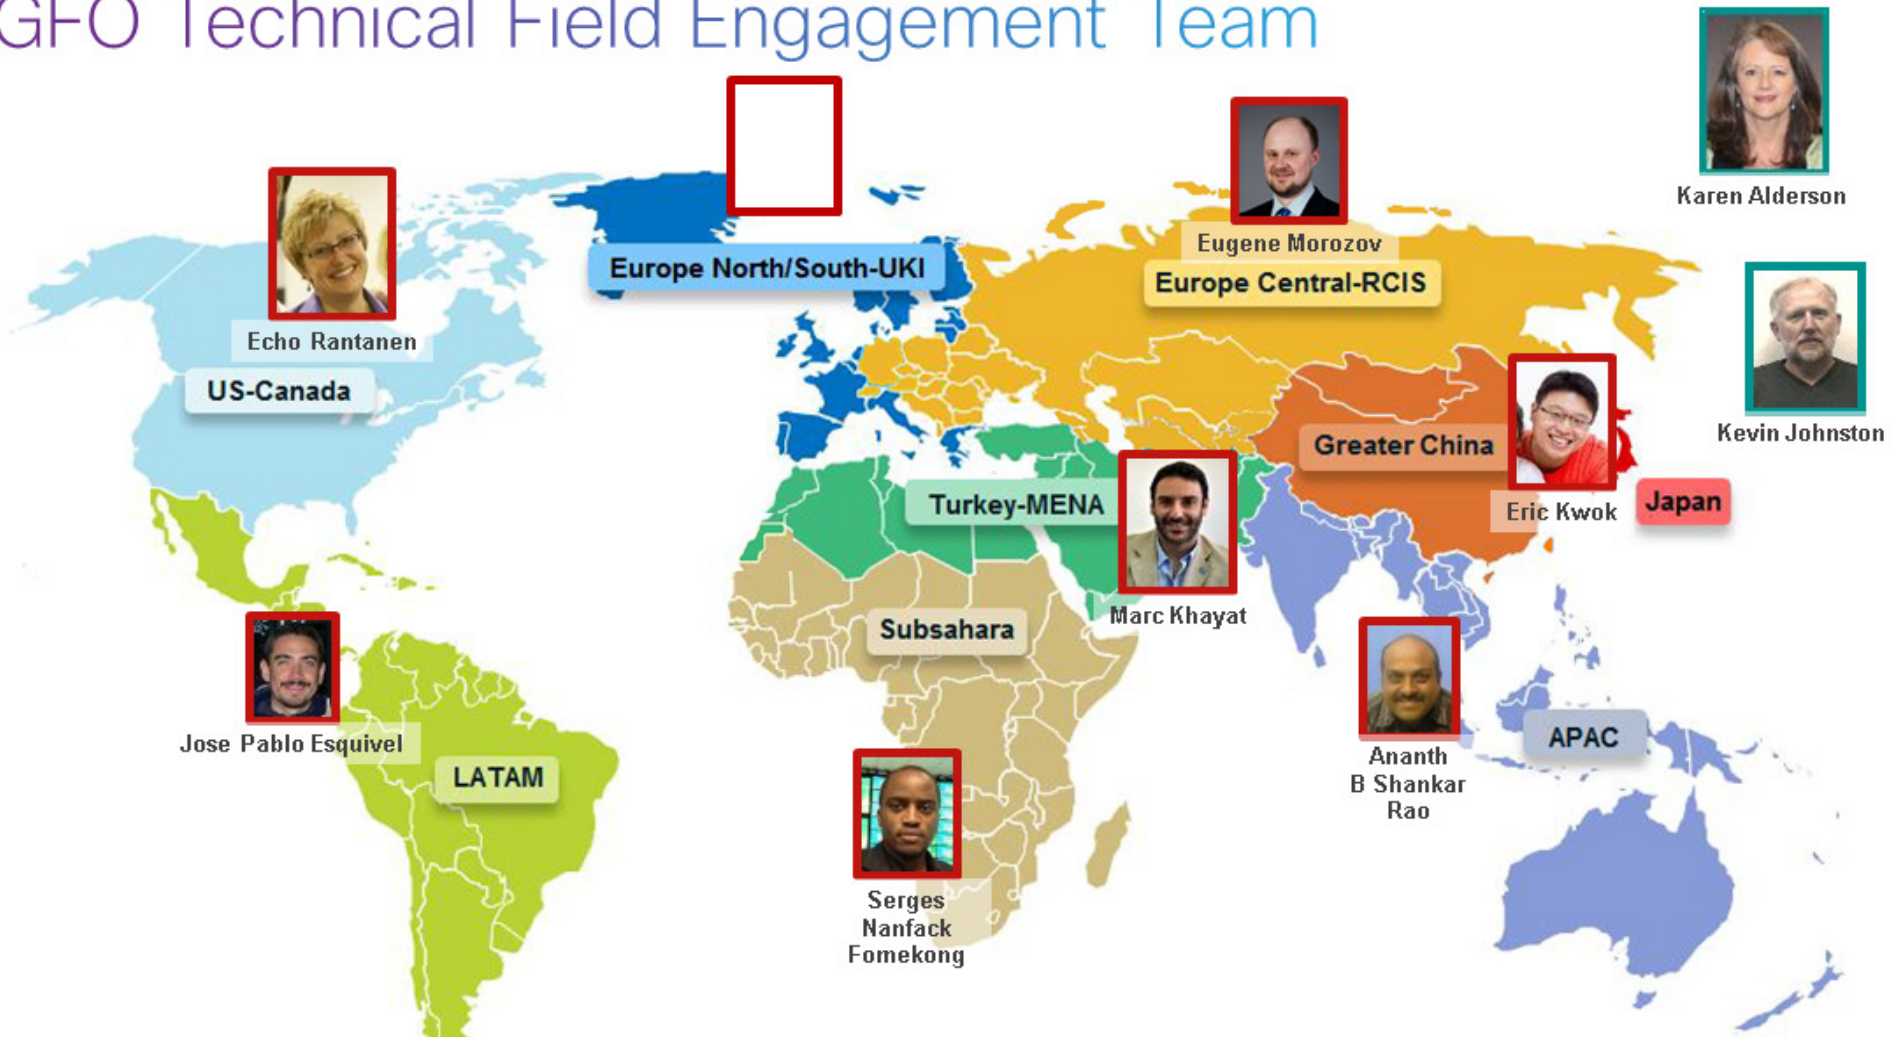 GFO Technical Field Engagement Team
Karen Alderson
Eugene Morozov
Europe North/South-UKI
Europe Central-RCIS
Echo Rantanen
US-Canada
Kevin Johnston
Greater China
Turkey-MENA
Eric Kwok
Japan
Marc Khayat
Subsahara
Jose Pablo Esquivel
LATAM
APAC
Ananth
B Shankar
Rao
Serges
Nanfack
Fomekong